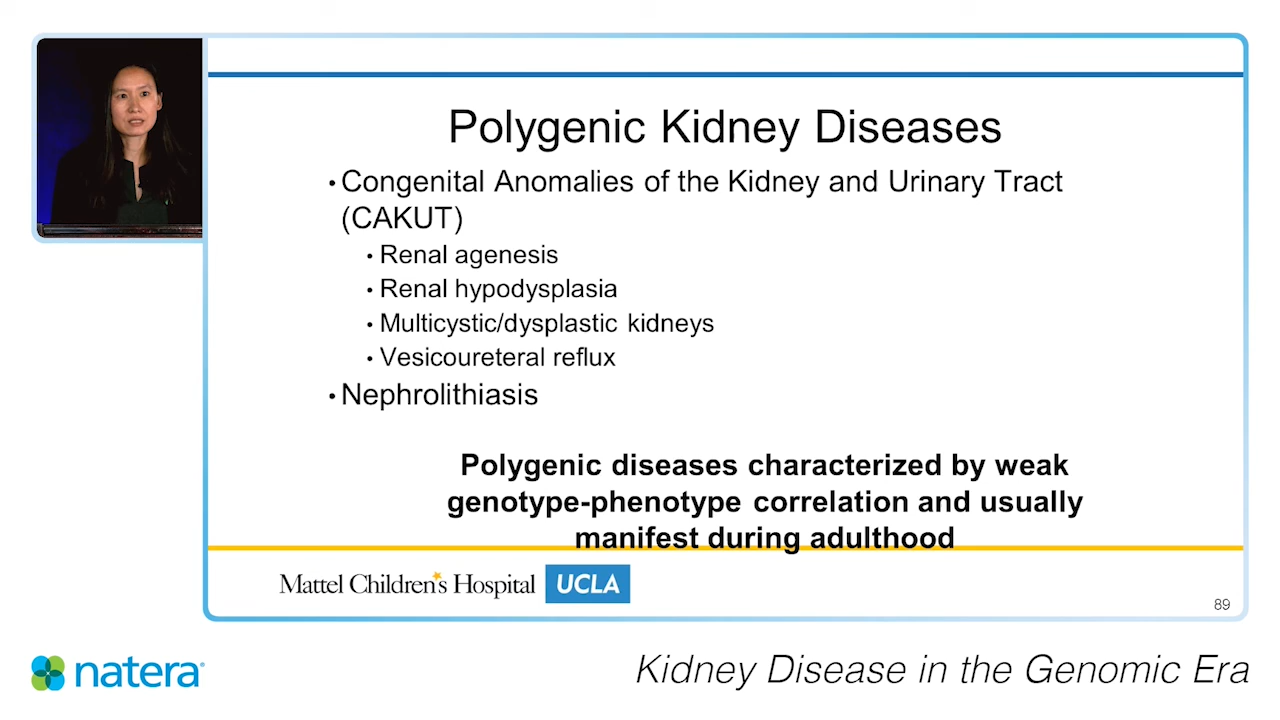 Polygenic Kidney Diseases
• Congenital Anomalies of the Kidney and Urinary Tract
(CAKUT)
• Renal agenesis
• Renal hypodysplasia
• Multicystic/dysplastic kidneys
• Vesicoureteral reflux
• Nephrolithiasis
Polygenic diseases characterized by weak
genotype-phenotype correlation and usually
manifest during adulthood
Mattel Children's Hospital UCLA
89
natera
Kidney Disease in the Genomic Era